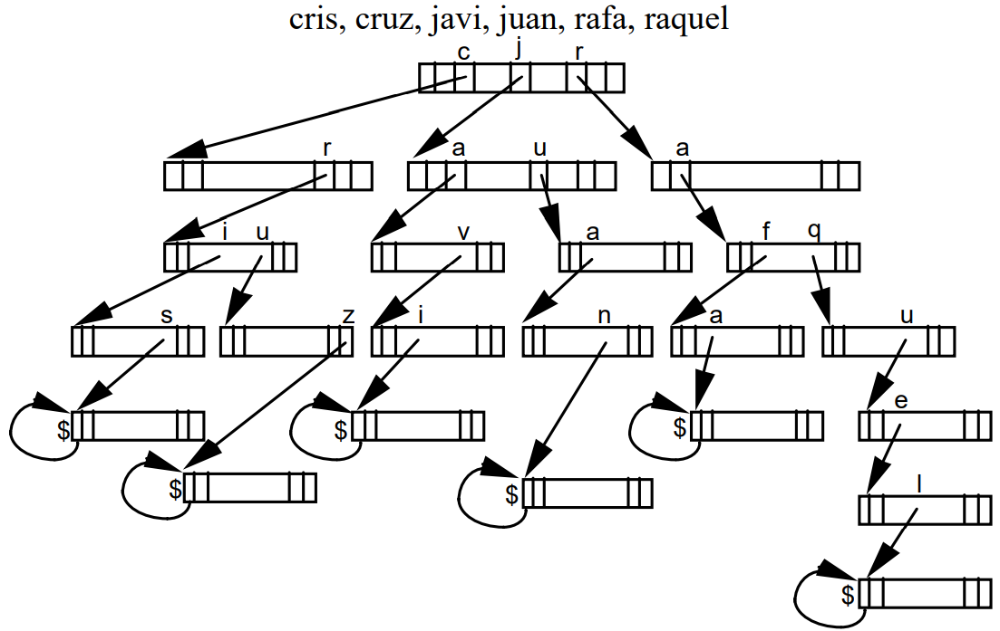 cris, cruz, javi, juan, rafa, raquel
c j r
r a u a
i u v a f q
s z i n a u
$ $ $ e
$ $ l
$